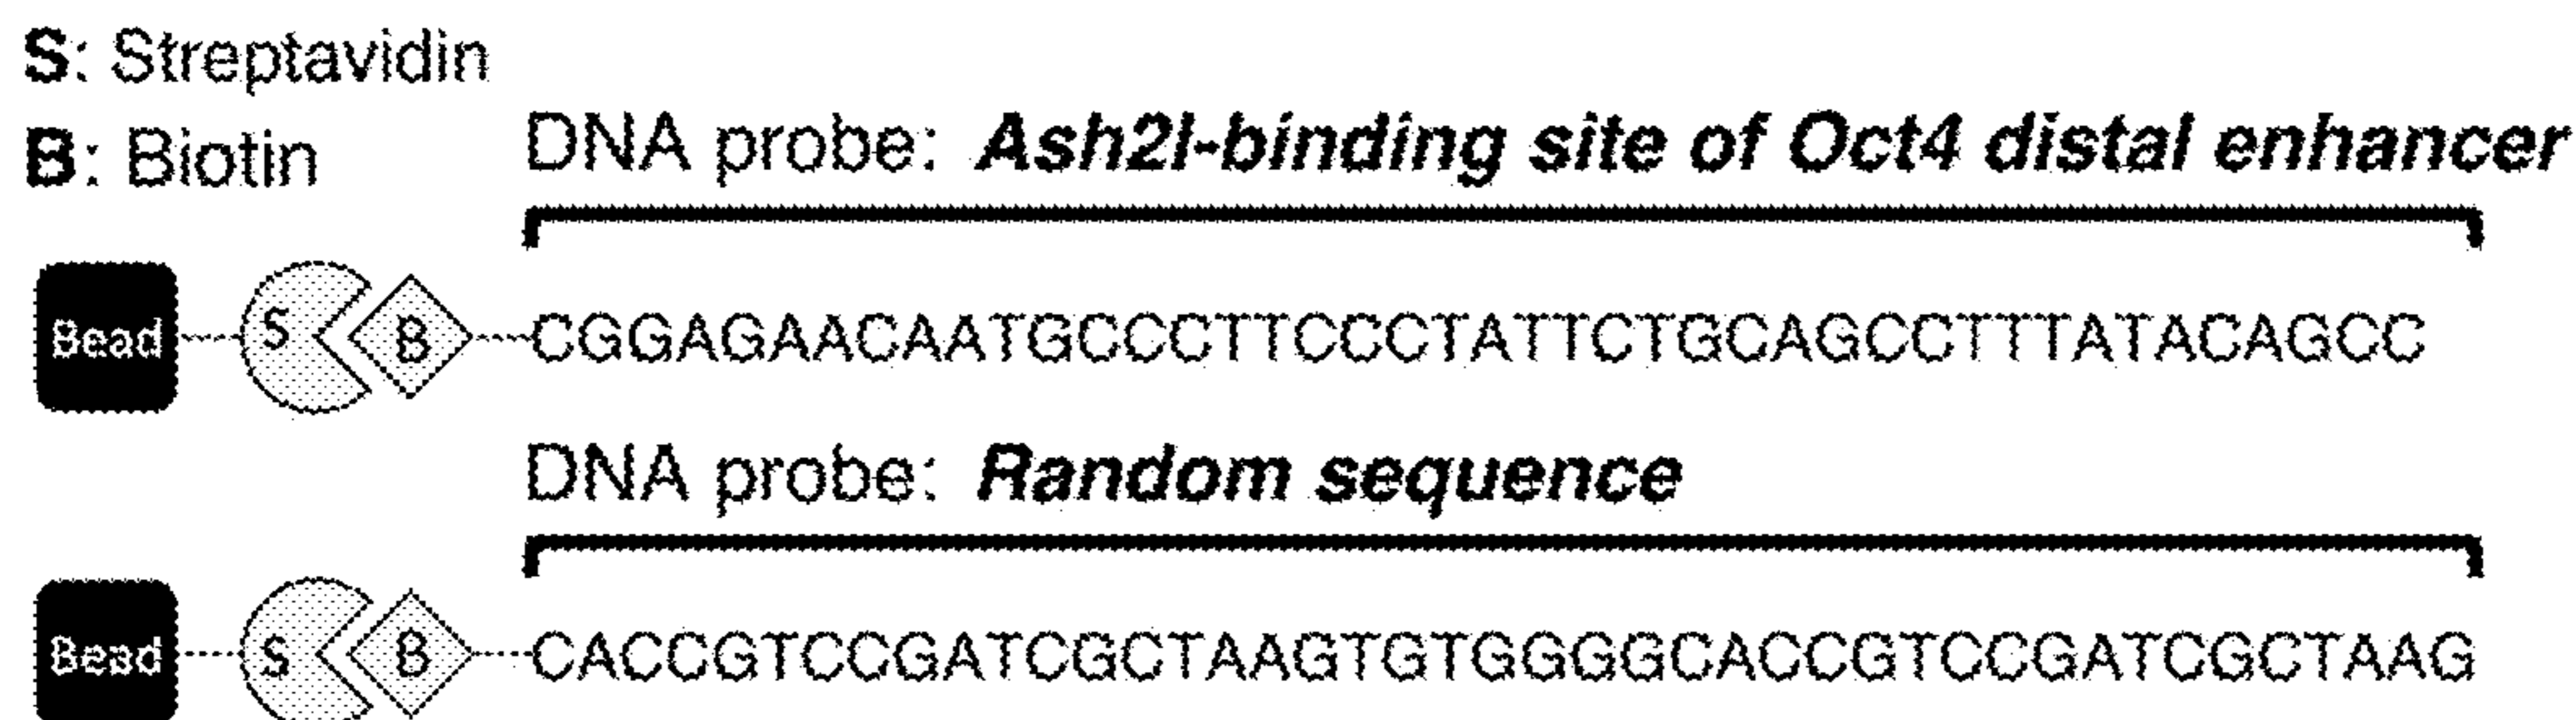 S: Streptavidin
B: Biotin
DNA probe: Ash2l-binding site of Oct4 distal enhancer
Bead S B CGGAGAACAATGCCCTTCCCTATTCTGCAGCCTTTATACAGCC
DNA probe: Random sequence
Bead S B CACCGTCCGATCGCTAAGTGTGGGGCACCGTCCGATCGCTAAG